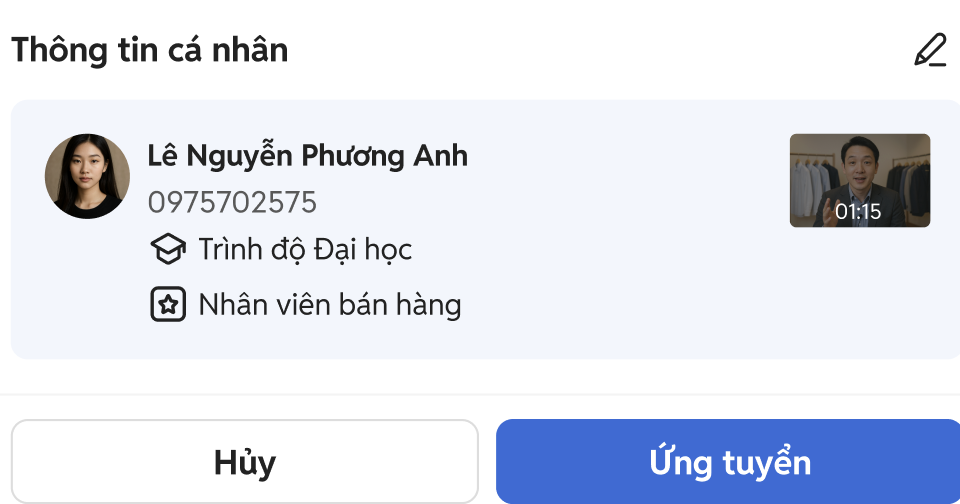 Thông tin cá nhân
Lê Nguyễn Phương Anh
0975702575
01:15
Trình độ Đại học
Nhân viên bán hàng
Hủy
Ứng tuyển